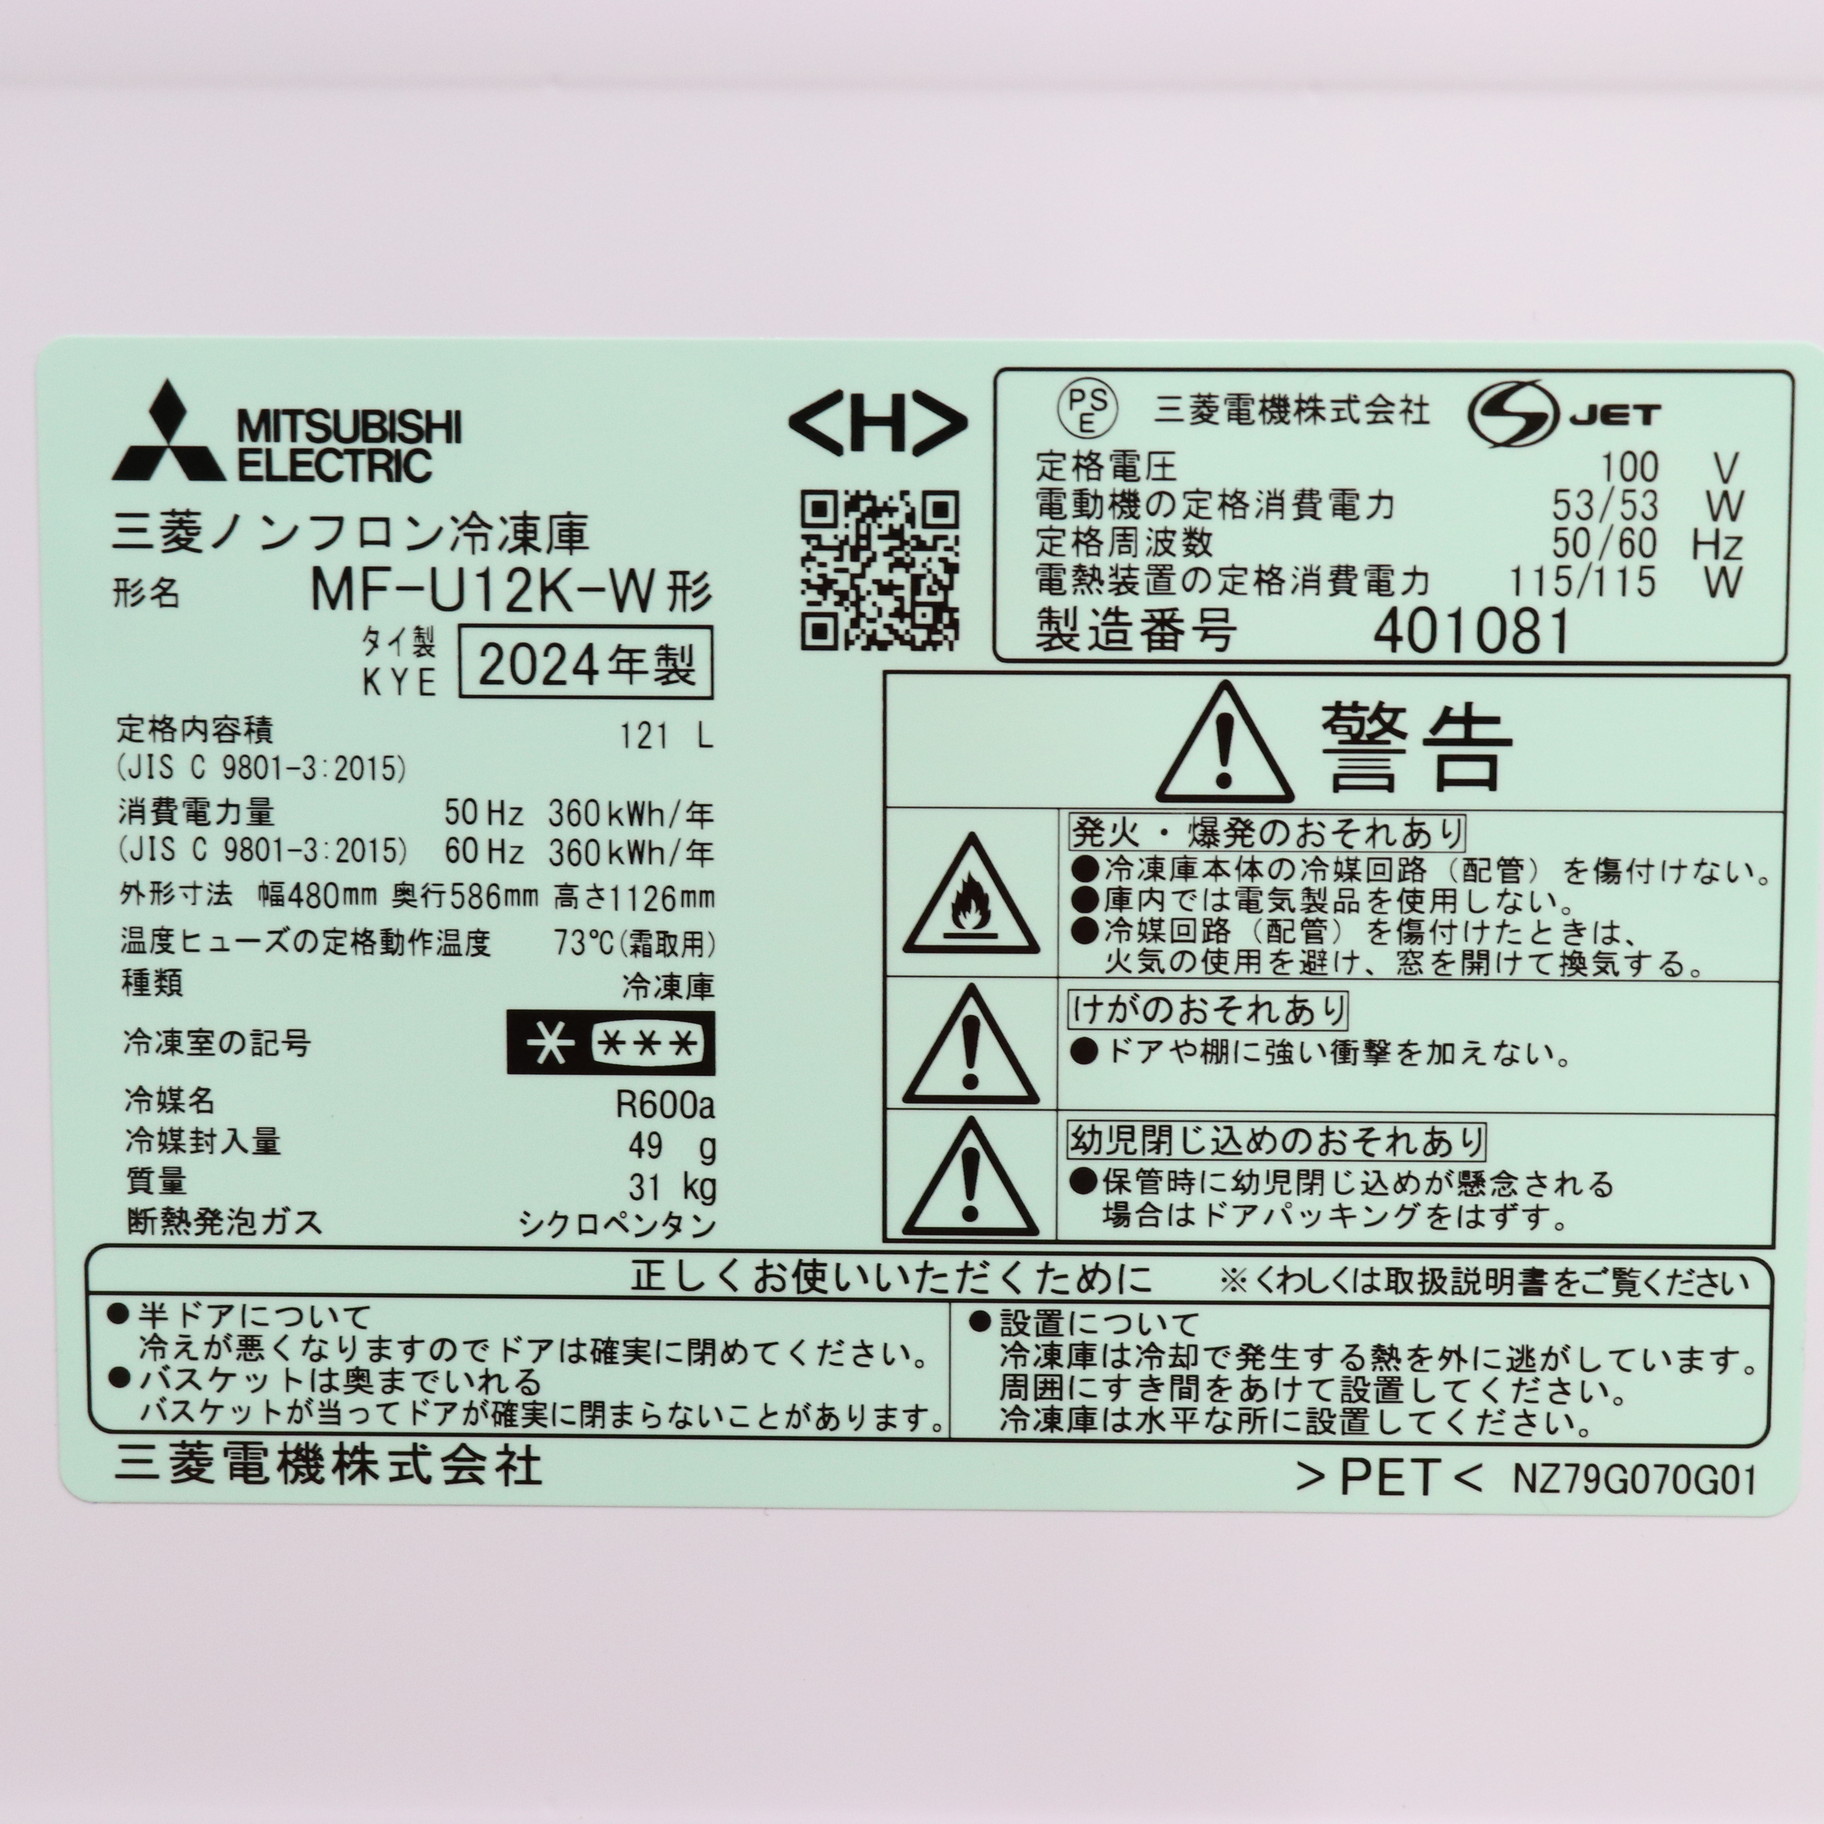 MITSUBISHI
ELECTRIC
三菱ノンフロン冷凍庫
形名 MF-U12K-W形
タイ製
KYE 2024年製
定格内容積 121 L
(JIS C 9801-3:2015)
消費電力量 50Hz 360kWh/年
(JIS C 9801-3:2015) 60Hz 360kWh/年
外形寸法 幅480mm 奥行586mm 高さ1126mm
温度ヒューズの定格動作温度 73℃(霜取用)
種類 冷凍庫
冷凍室の記号 * ***
冷媒名 R600a
冷媒封入量 49 g
質量 31 kg
断熱発泡ガス シクロペンタン
<H>
PSE 三菱電機株式会社 S JET
定格電圧 100 V
電動機の定格消費電力 53/53 W
定格周波数 50/60 Hz
電熱装置の定格消費電力 115/115 W
製造番号 401081
警告
発火・爆発のおそれあり
●冷凍庫本体の冷媒回路（配管）を傷付けない。
●庫内では電気製品を使用しない。
●冷媒回路（配管）を傷付けたときは、
火気の使用を避け、窓を開けて換気する。
けがのおそれあり
●ドアや棚に強い衝撃を加えない。
幼児閉じ込めのおそれあり
●保管時に幼児閉じ込めが懸念される
場合はドアパッキングをはずす。
正しくお使いいただくために ※くわしくは取扱説明書をご覧ください
●半ドアについて
冷えが悪くなりますのでドアは確実に閉めてください。
●バスケットは奥までいれる
バスケットが当ってドアが確実に閉まらないことがあります。
●設置について
冷凍庫は冷却で発生する熱を外に逃がしています。
周囲にすき間をあけて設置してください。
冷凍庫は水平な所に設置してください。
三菱電機株式会社
>PET< NZ79G070G01